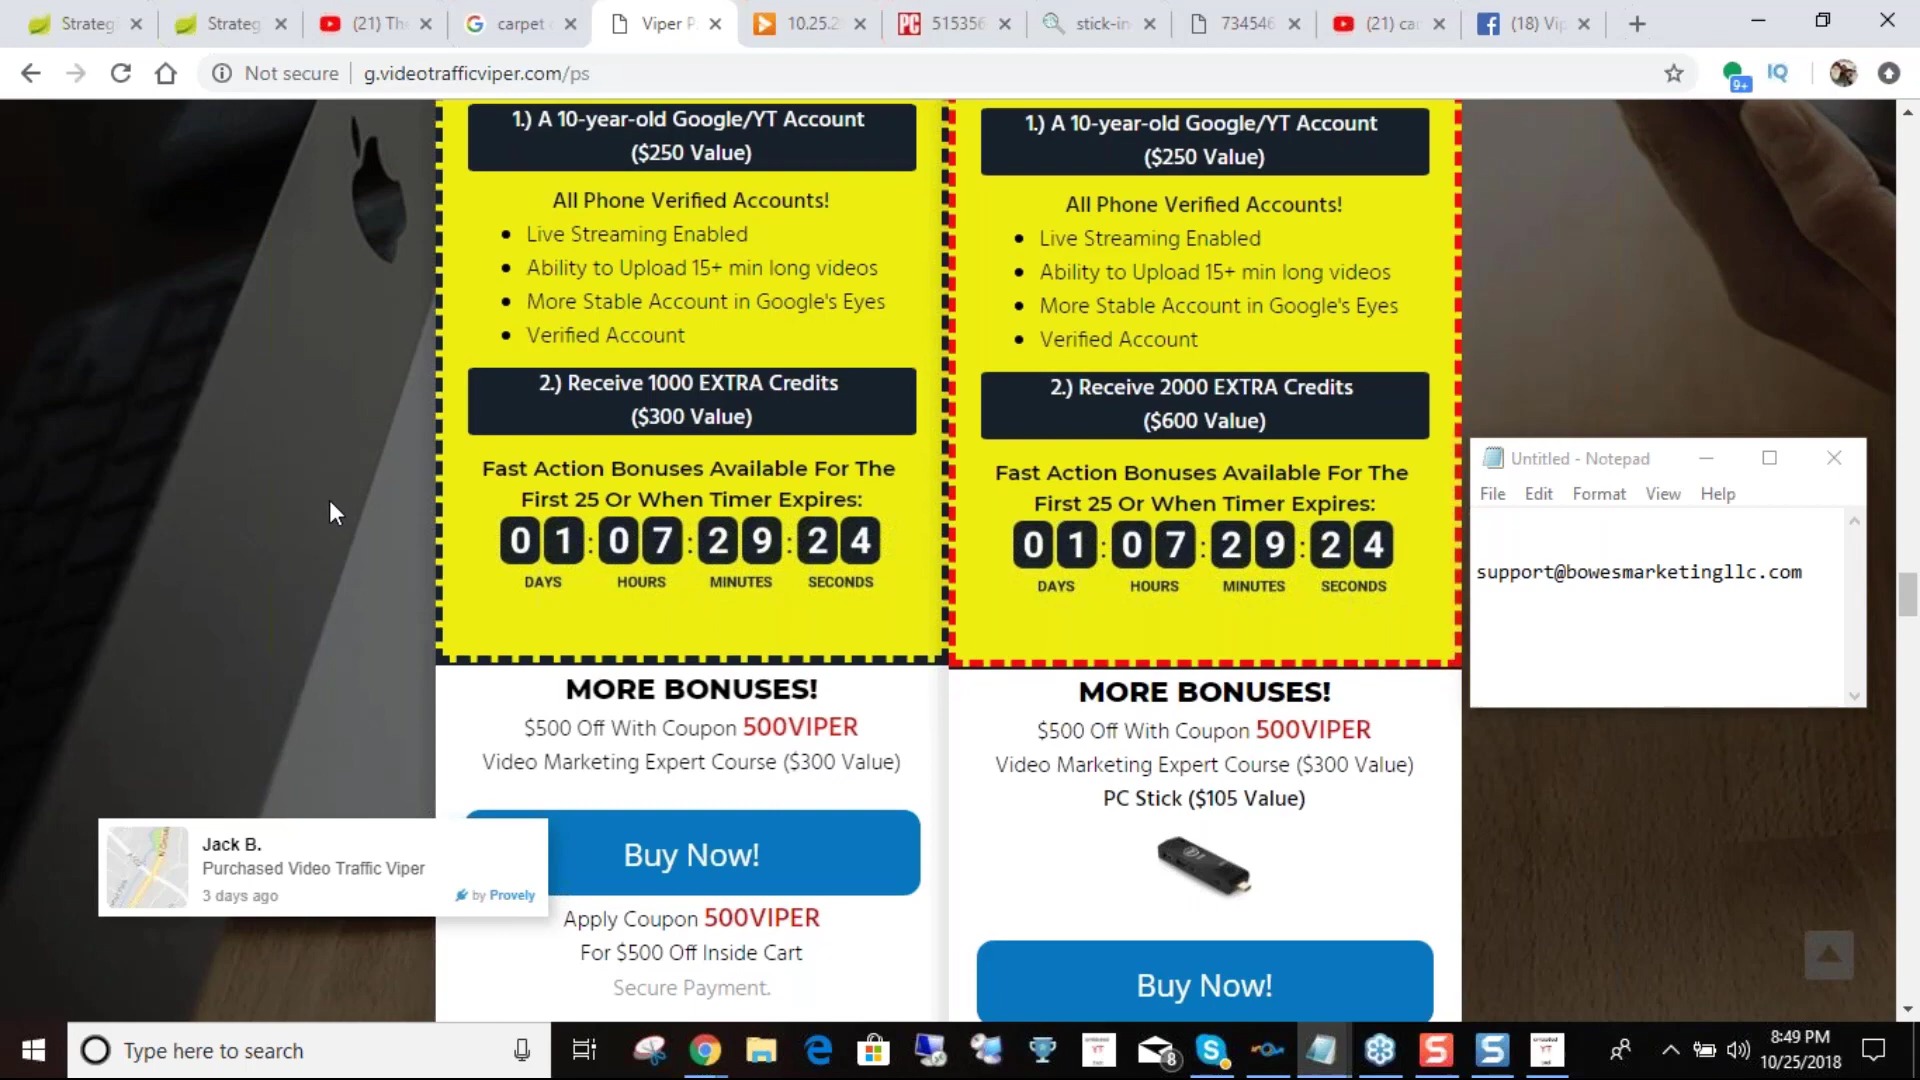 Strateg
Strateg
(21) Th
carpet
Viper P
10.25.2
515356
stick-in
734546
(21) ca
(18) Vip
Not secure
g.videotrafficviper.com/ps
9+
IQ
1.) A 10-year-old Google/YT Account
($250 Value)
All Phone Verified Accounts!
Live Streaming Enabled
Ability to Upload 15+ min long videos
More Stable Account in Google's Eyes
Verified Account
2.) Receive 1000 EXTRA Credits
($300 Value)
Fast Action Bonuses Available For The
First 25 Or When Timer Expires:
01:07:29:24
DAYS HOURS MINUTES SECONDS
MORE BONUSES!
$500 Off With Coupon 500VIPER
Video Marketing Expert Course ($300 Value)
Buy Now!
Apply Coupon 500VIPER
For $500 Off Inside Cart
Secure Payment.
1.) A 10-year-old Google/YT Account
($250 Value)
All Phone Verified Accounts!
Live Streaming Enabled
Ability to Upload 15+ min long videos
More Stable Account in Google's Eyes
Verified Account
2.) Receive 2000 EXTRA Credits
($600 Value)
Fast Action Bonuses Available For The
First 25 Or When Timer Expires:
01:07:29:24
DAYS HOURS MINUTES SECONDS
MORE BONUSES!
$500 Off With Coupon 500VIPER
Video Marketing Expert Course ($300 Value)
PC Stick ($105 Value)
Buy Now!
Untitled - Notepad
File Edit Format View Help
support@bowesmarketingllc.com
Jack B.
Purchased Video Traffic Viper
3 days ago
by Provely
Type here to search
8
8:49 PM
10/25/2018